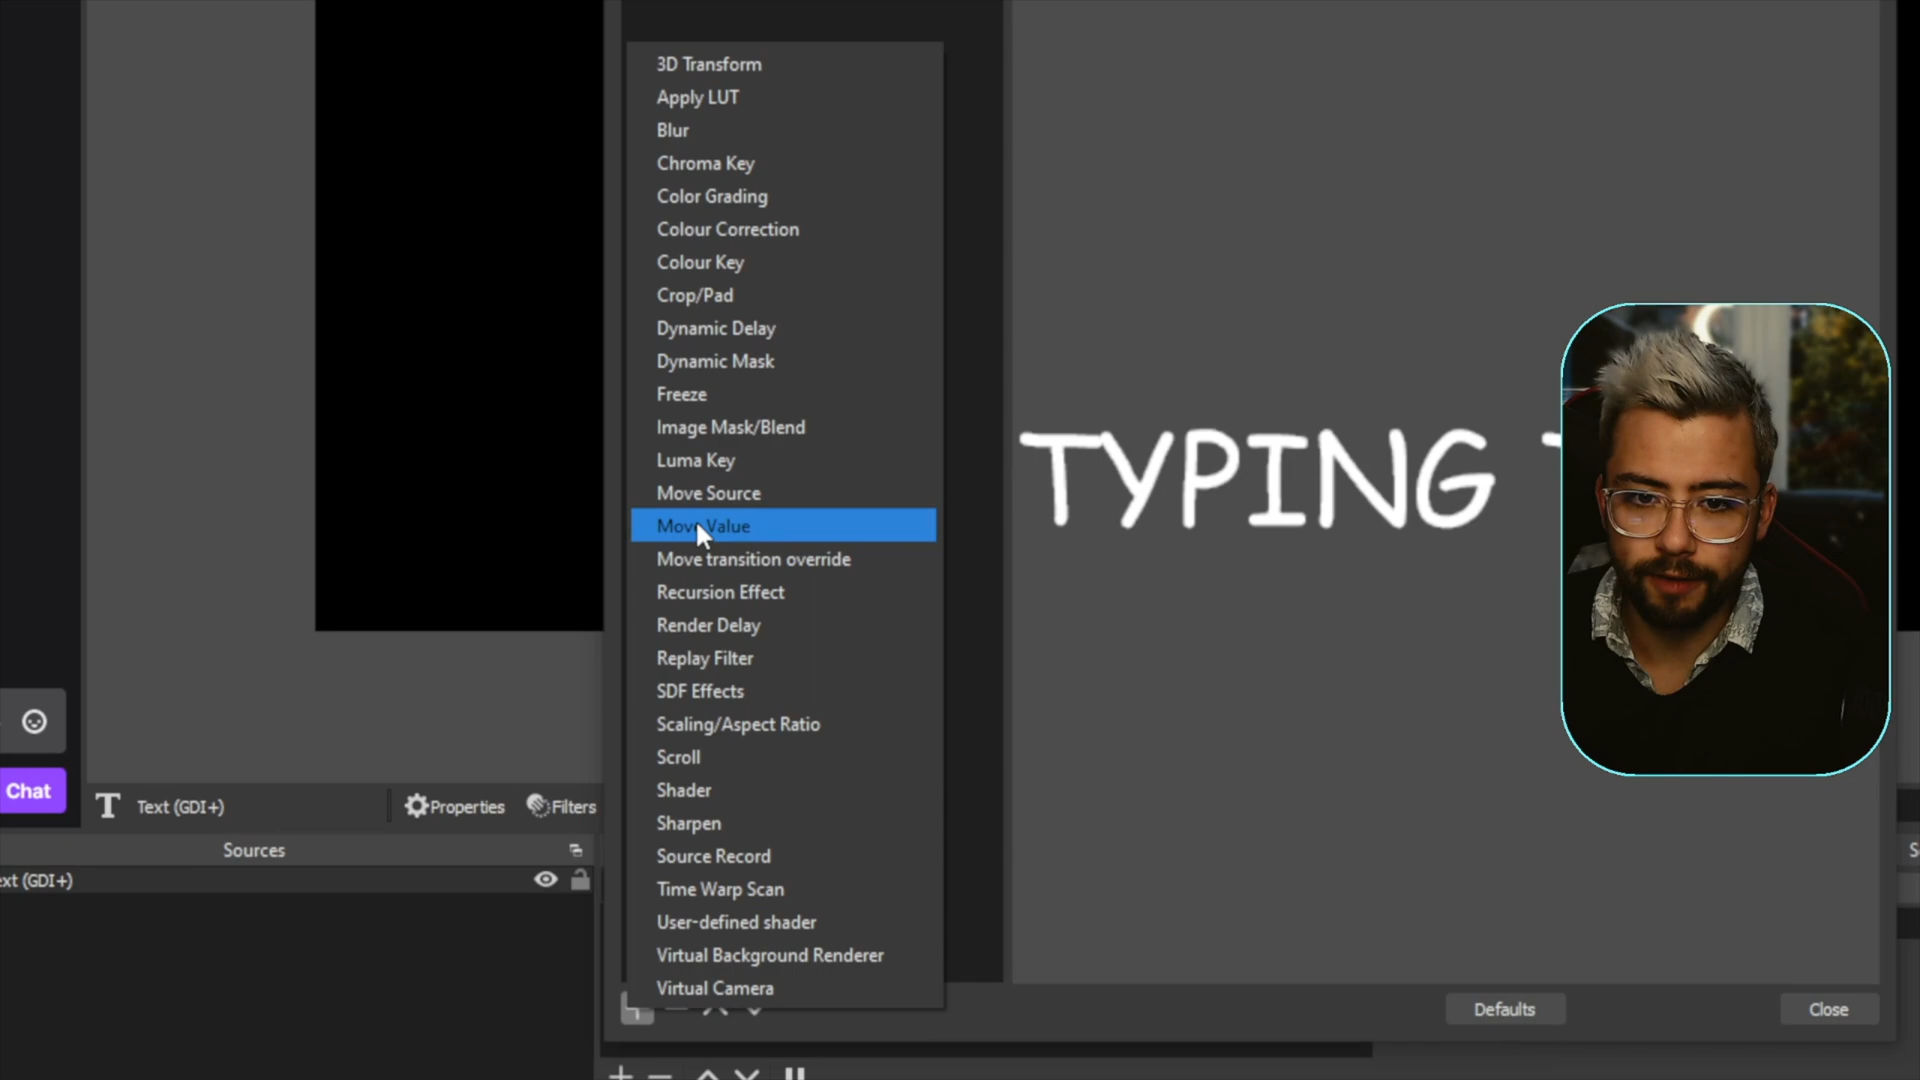 3D Transform
Apply LUT
Blur
Chroma Key
Color Grading
Colour Correction
Colour Key
Crop/Pad
Dynamic Delay
Dynamic Mask
Freeze
Image Mask/Blend
Luma Key
Move Source
Move Value
Move transition override
Recursion Effect
Render Delay
Replay Filter
SDF Effects
Scaling/Aspect Ratio
Scroll
Shader
Sharpen
Source Record
Time Warp Scan
User-defined shader
Virtual Background Renderer
Virtual Camera
TYPING
Chat
T Text (GDI+)
Properties
Filters
Sources
ext (GDI+)
Defaults
Close